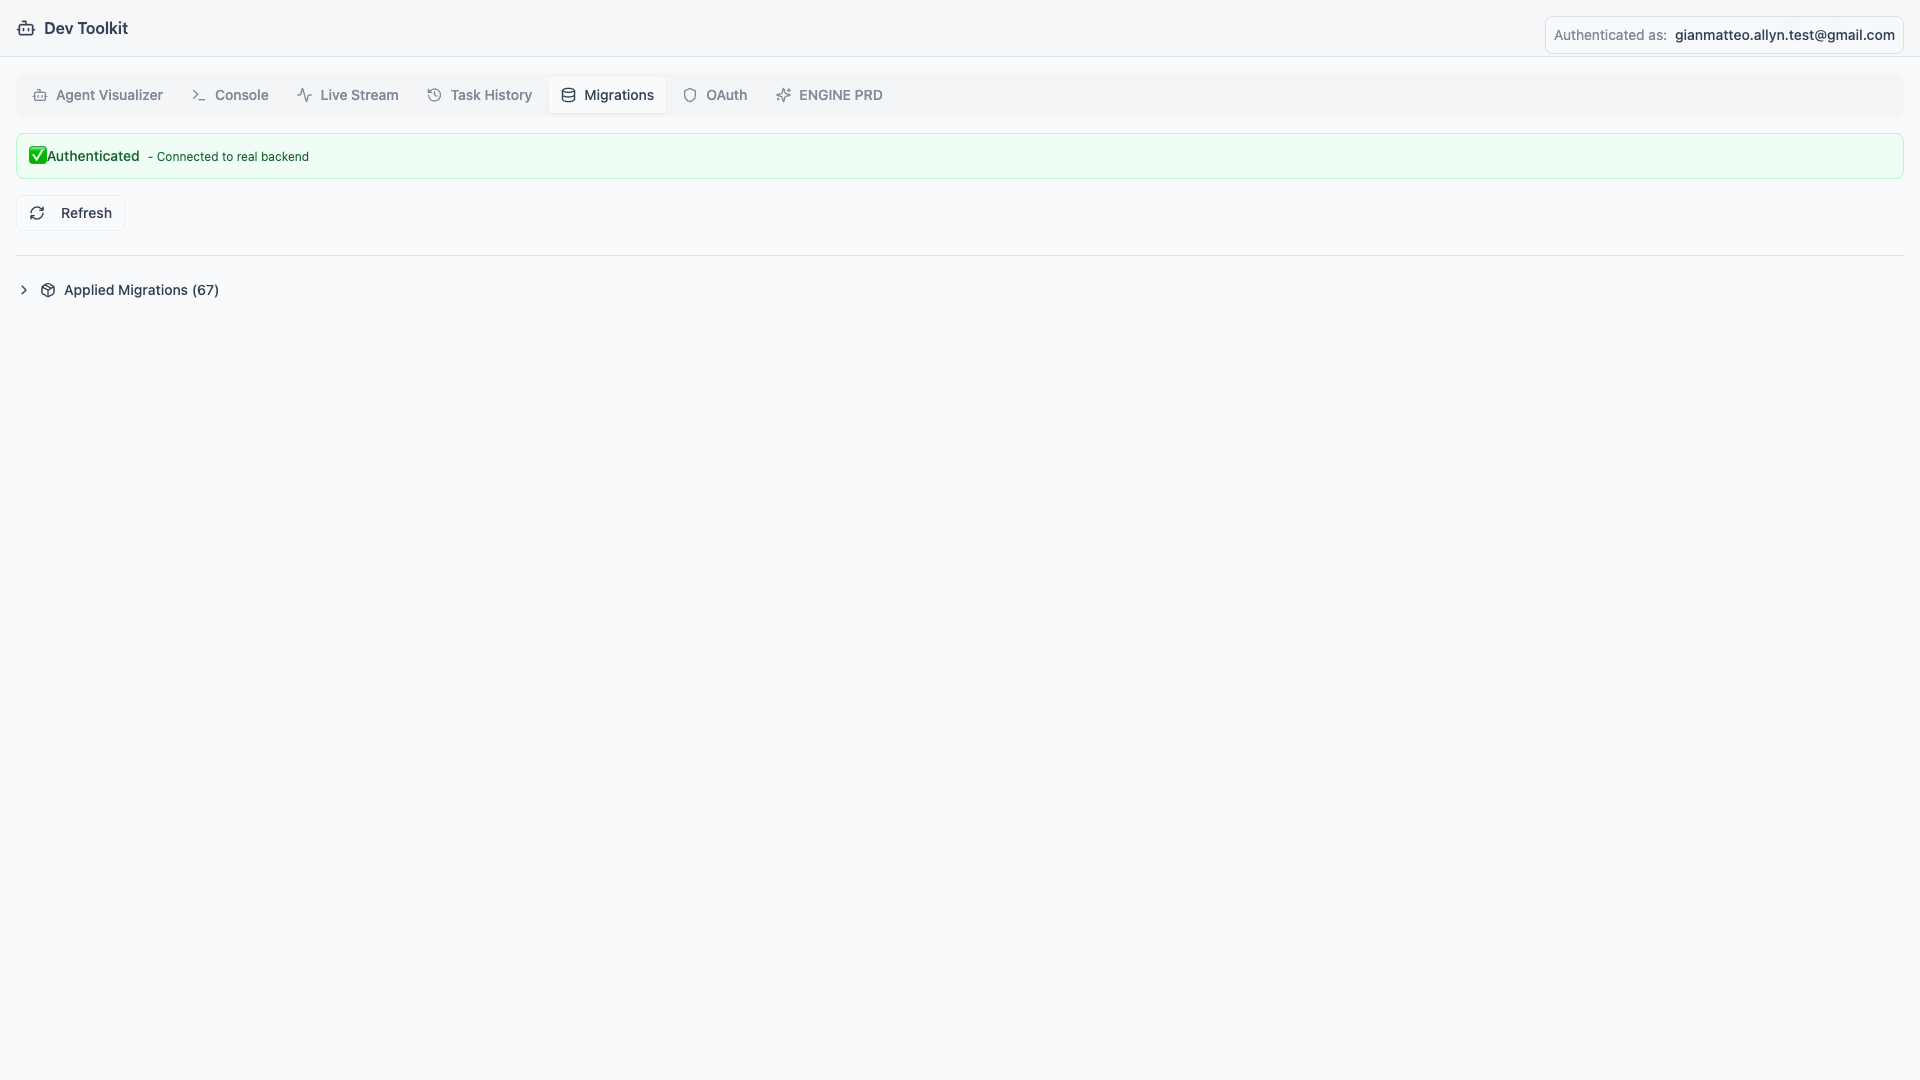 Dev Toolkit
Authenticated as: gianmatteo.allyn.test@gmail.com
Agent Visualizer Console Live Stream Task History Migrations OAuth ENGINE PRD
✅Authenticated - Connected to real backend
Refresh
Applied Migrations (67)